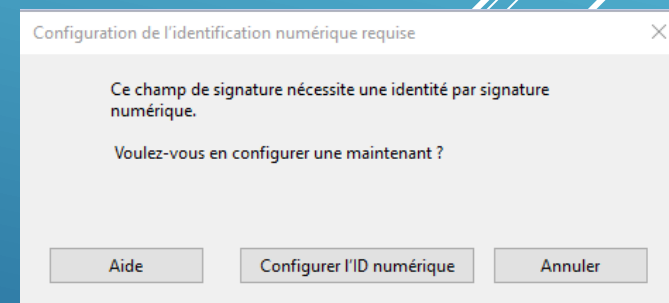 Configuration de l'identification numérique requise
Ce champ de signature nécessite une identité par signature
numérique.
Voulez-vous en configurer une maintenant ?
Aide
Configurer l'ID numérique
Annuler